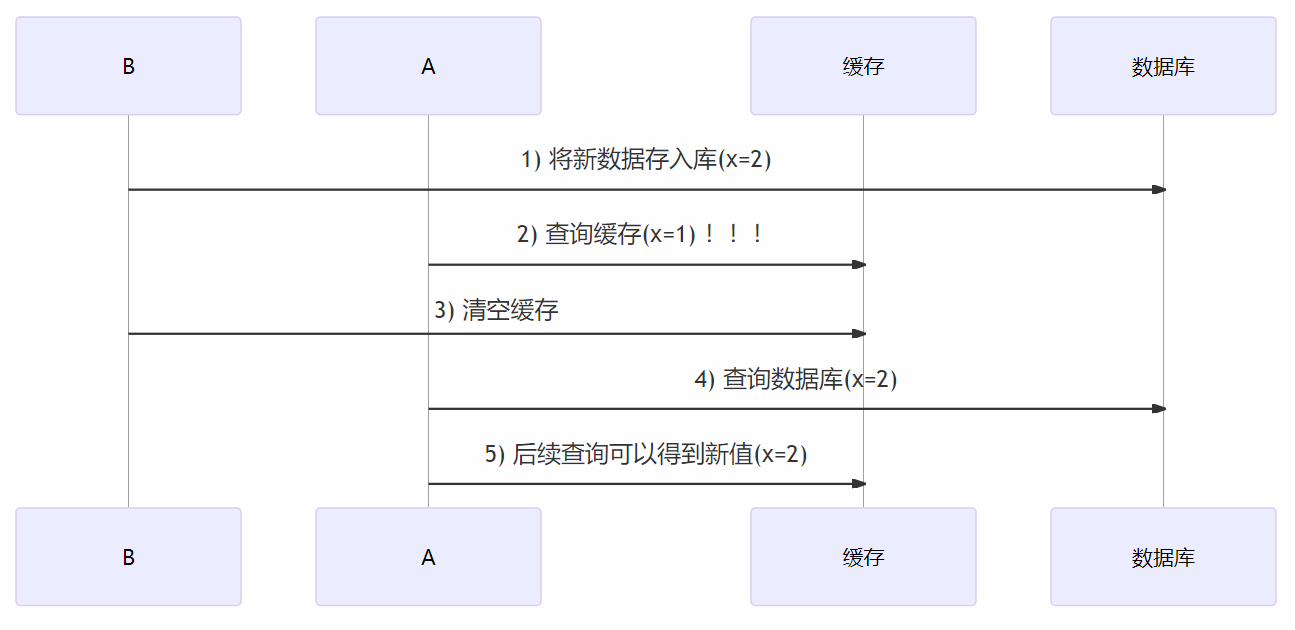 B
A
缓存
数据库
1) 将新数据存入库(x=2)
2) 查询缓存(x=1)！！！
3) 清空缓存
4) 查询数据库(x=2)
5) 后续查询可以得到新值(x=2)
B
A
缓存
数据库